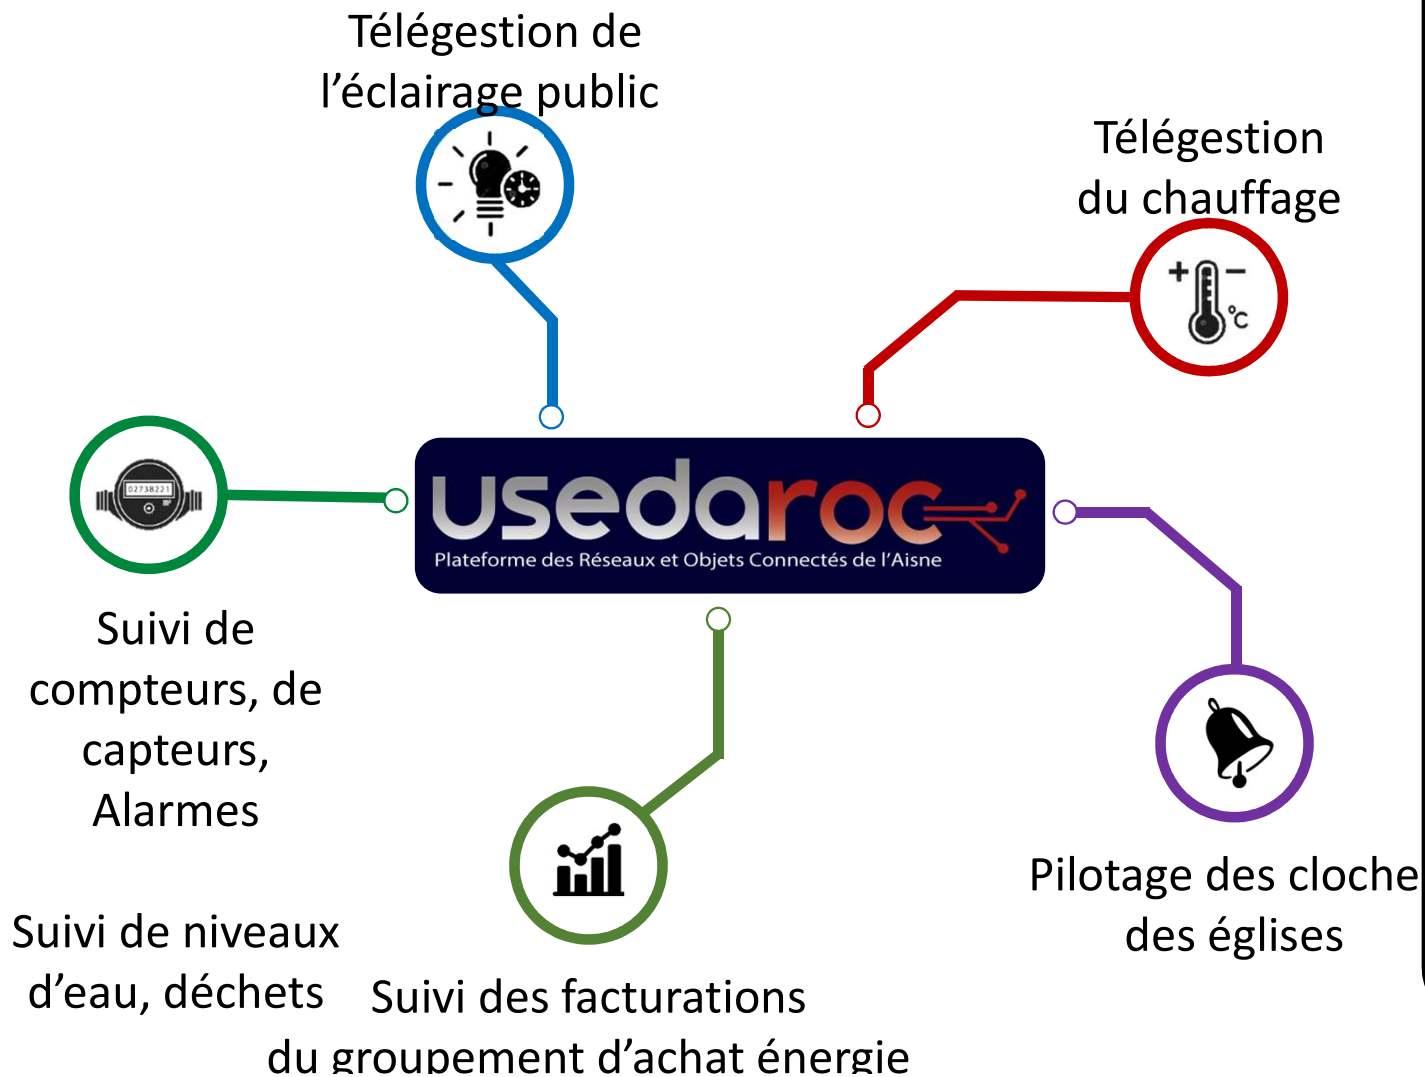 Télégestion de
l'éclairage public
Télégestion
du chauffage
+ −
°C
02738221
usedaroc
Plateforme des Réseaux et Objets Connectés de l'Aisne
Suivi de
compteurs, de
capteurs,
Alarmes
Suivi de niveaux
d'eau, déchets
Pilotage des cloche
des églises
Suivi des facturations
du groupement d'achat énergie